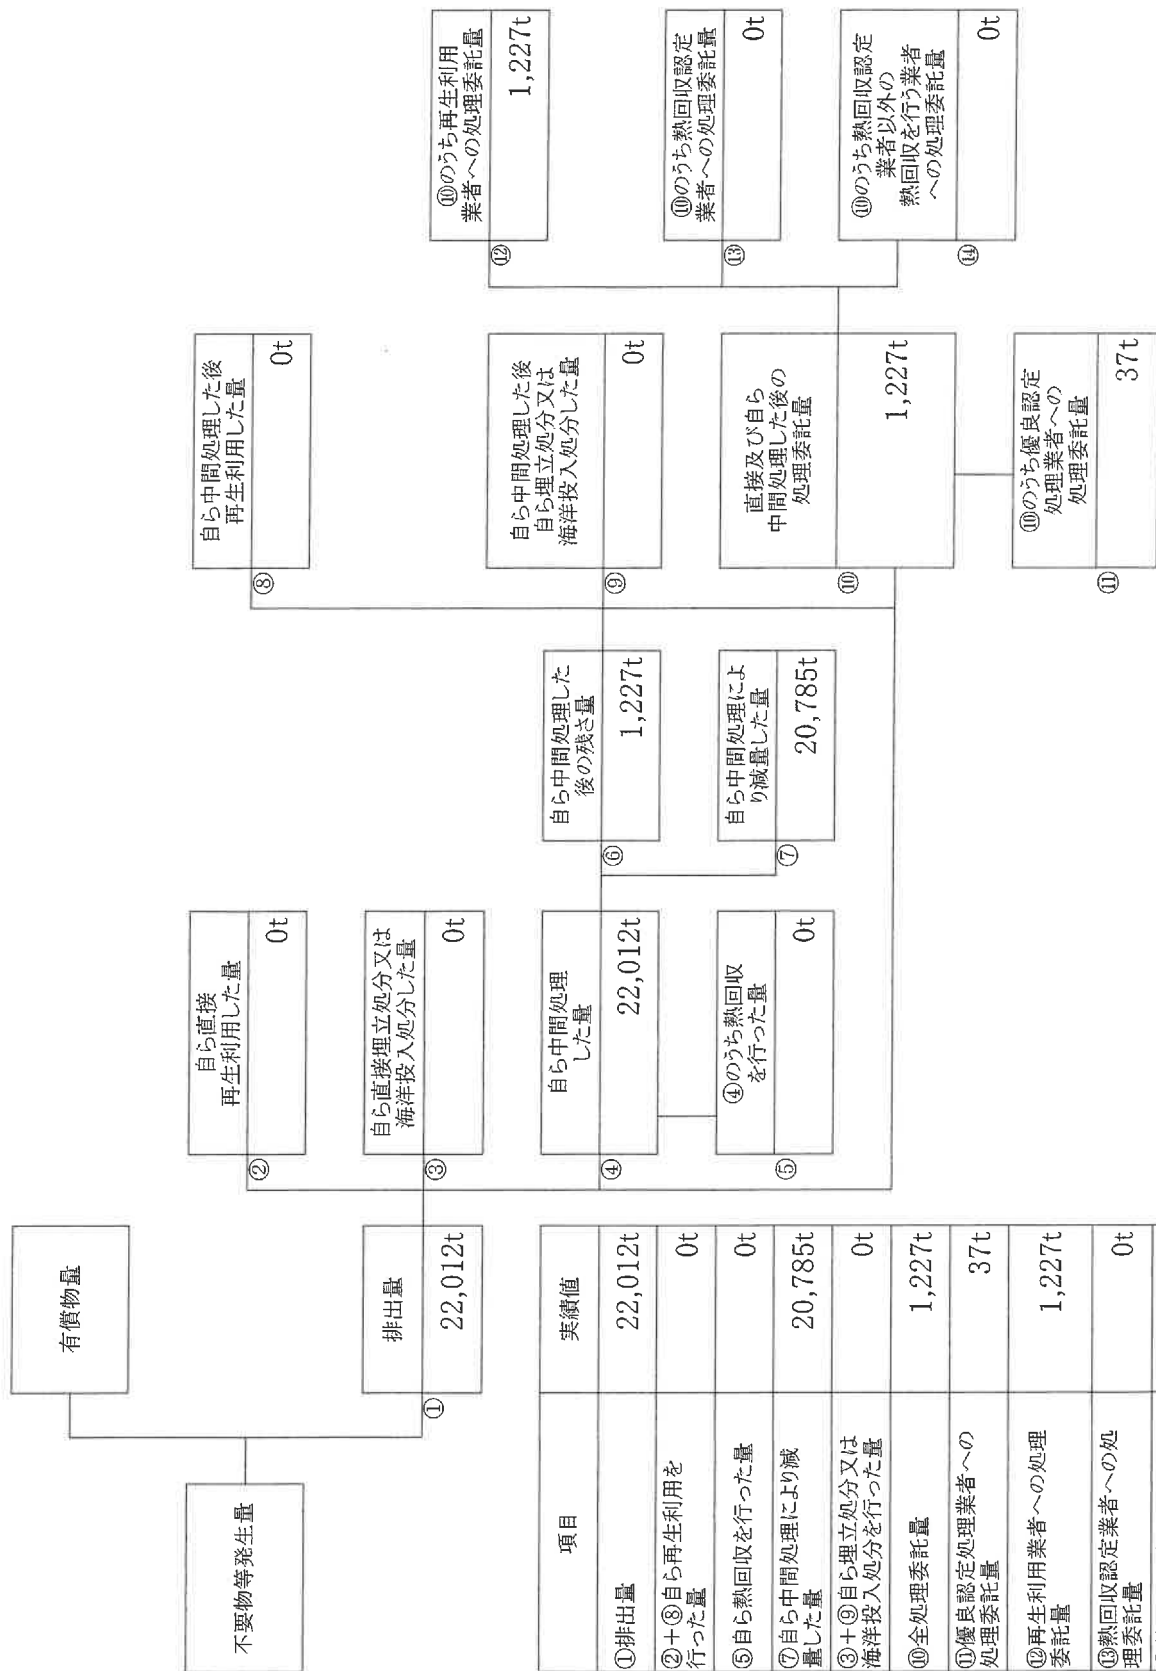 不要物等発生量
有償物量
①
排出量
22,012t
②
自ら直接
再生利用した量
0t
③
自ら直接埋立処分又は
海洋投入処分した量
0t
④
自ら中間処理
した量
22,012t
⑤
④のうち熱回収
を行った量
0t
⑥
自ら中間処理した
後の残さ量
1,227t
⑦
自ら中間処理によ
り減量した量
20,785t
⑧
自ら中間処理した後
再生利用した量
0t
⑨
自ら中間処理した後
自ら埋立処分又は
海洋投入処分した量
0t
⑩
直接及び自ら
中間処理した後の
処理委託量
1,227t
⑪
⑩のうち優良認定
処理業者への
処理委託量
37t
⑫
⑩のうち再生利用
業者への処理委託量
1,227t
⑬
⑩のうち熱回収認定
業者への処理委託量
0t
⑭
⑩のうち熱回収認定
業者以外の
熱回収を行う業者
への処理委託量
0t
項目 実績値
①排出量 22,012t
②+⑧自ら再生利用を
行った量 0t
⑤自ら熱回収を行った量 0t
⑦自ら中間処理により減
量した量 20,785t
③+⑨自ら埋立処分又は
海洋投入処分を行った量 0t
⑩全処理委託量 1,227t
⑪優良認定処理業者への
処理委託量 37t
⑫再生利用業者への処理
委託量 1,227t
⑬熱回収認定業者への処
理委託量 0t